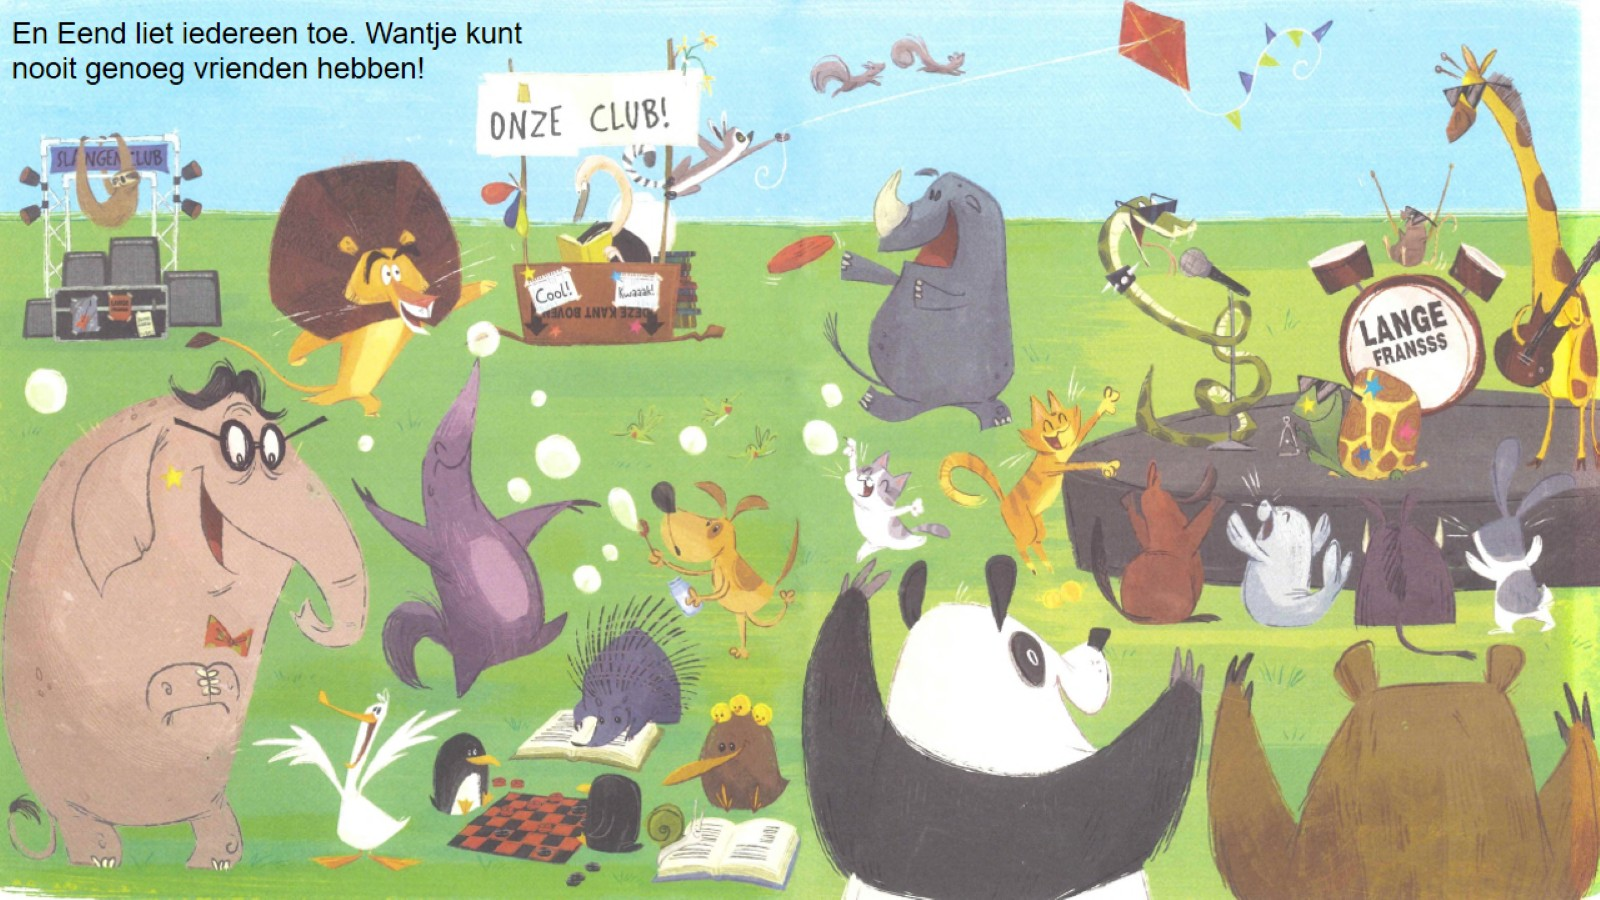 En Eend liet iedereen toe. Wantje kunt
nooit genoeg vrienden hebben!
ONZE CLUB!
SLANGENCLUB
Cool!
Kwaaak!
DEZE KANT BOVEN
LANGE
FRANSSS